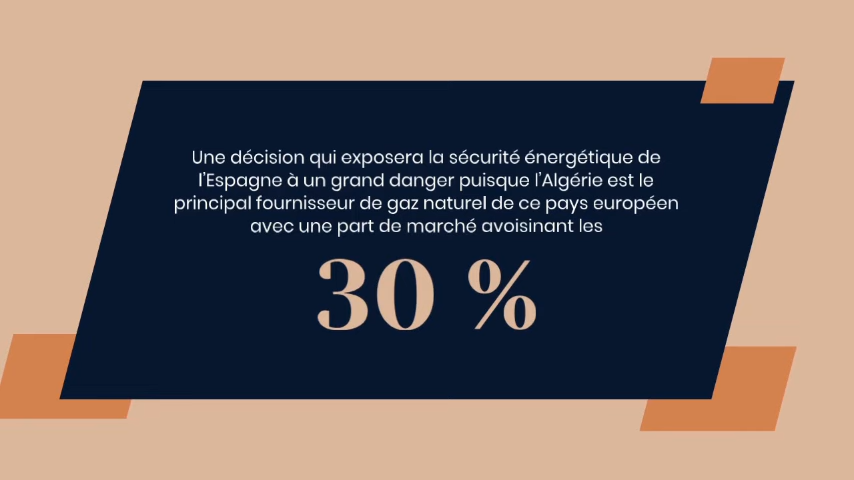 Une décision qui exposera la sécurité énergétique de
l'Espagne à un grand danger puisque l'Algérie est le
principal fournisseur de gaz naturel de ce pays européen
avec une part de marché avoisinant les
30 %